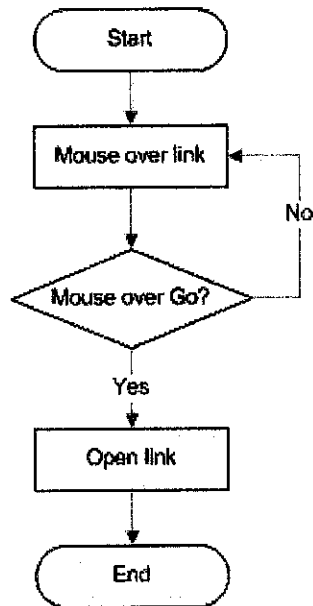 Start
Mouse over link
No
Mouse over Go?
Yes
Open link
End